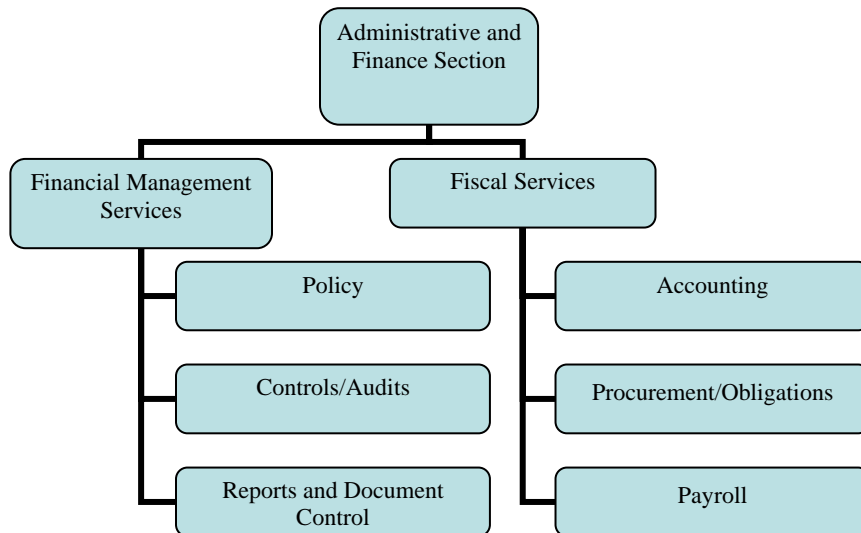 Administrative and
Finance Section
Financial Management
Services
Fiscal Services
Policy
Accounting
Controls/Audits
Procurement/Obligations
Reports and Document
Control
Payroll